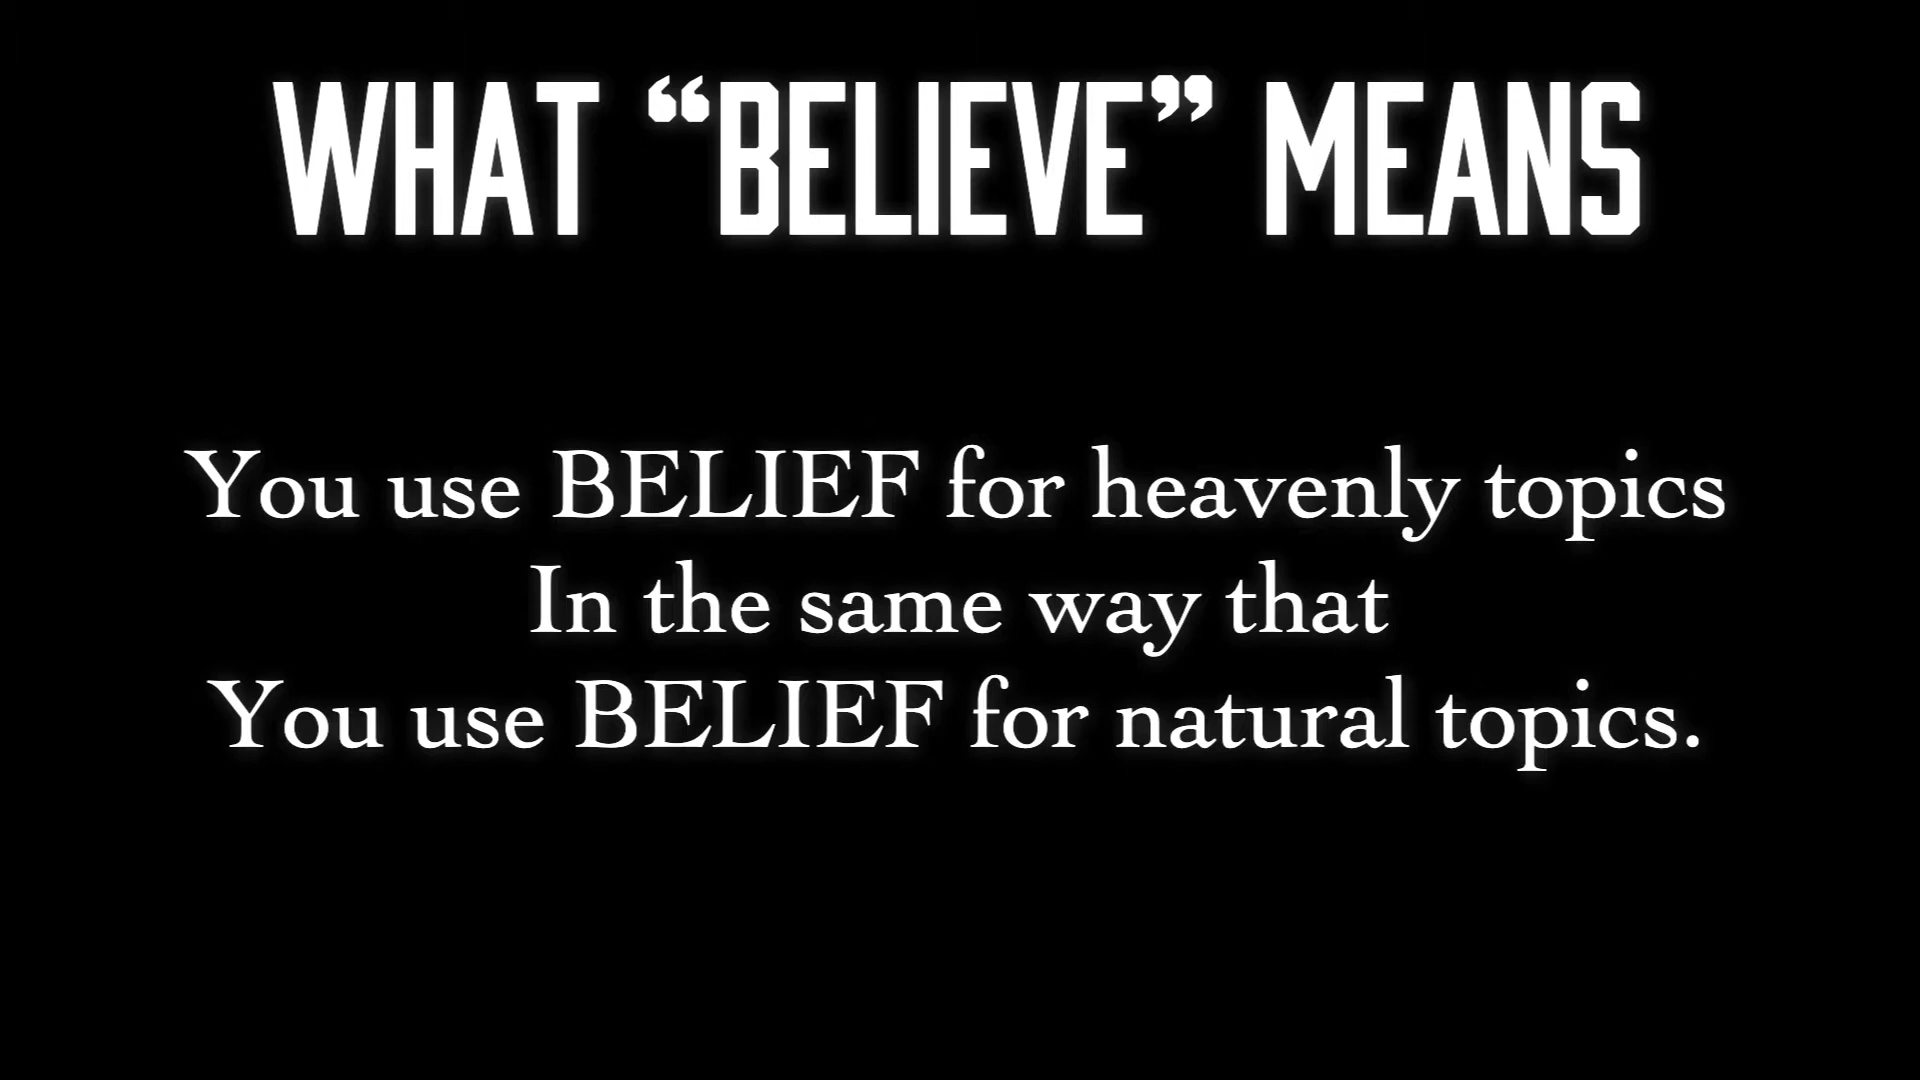 WHAT “BELIEVE” MEANS
You use BELIEF for heavenly topics
In the same way that
You use BELIEF for natural topics.